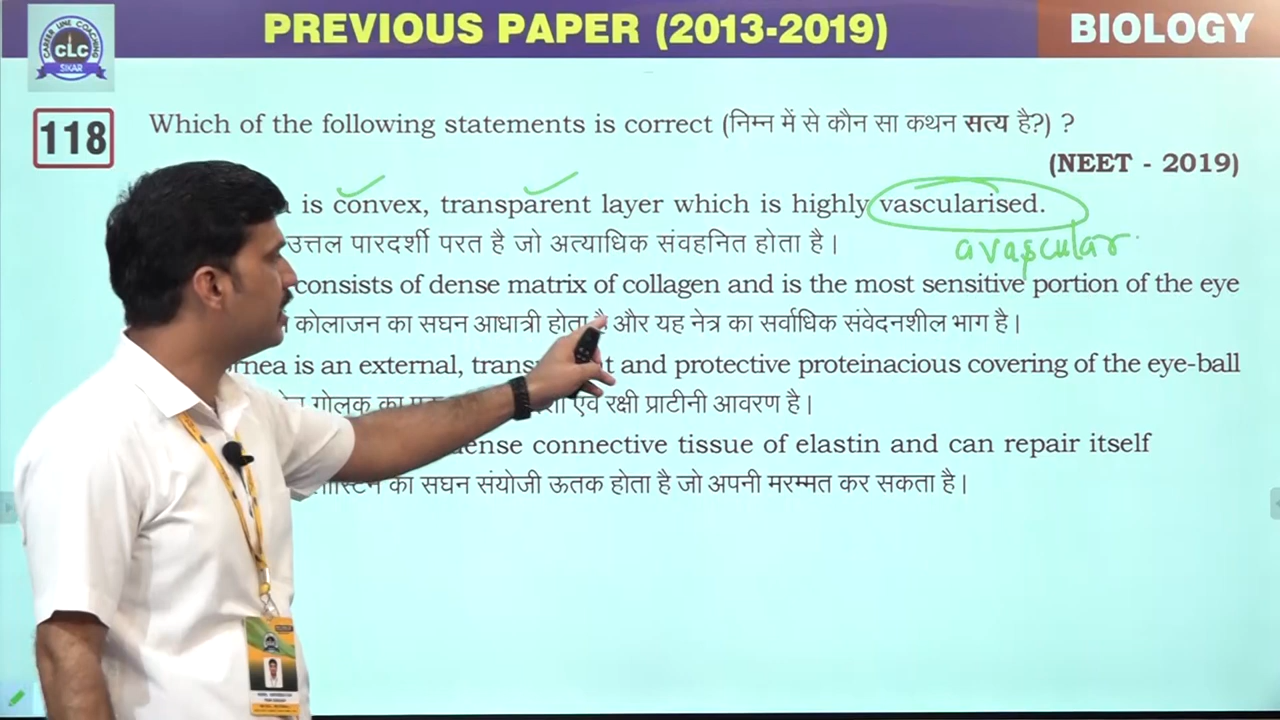 PREVIOUS PAPER (2013-2019)
BIOLOGY
CAREER LINE COACHING
CLC
SIKAR
118
Which of the following statements is correct (निम्न में से कौन सा कथन सत्य है?) ?
(NEET - 2019)
is convex, transparent layer which is highly vascularised.
avascular
उत्तल पारदर्शी परत है जो अत्याधिक संवहनित होता है।
consists of dense matrix of collagen and is the most sensitive portion of the eye
कोलाजन का सघन आधात्री होता है और यह नेत्र का सर्वाधिक संवेदनशील भाग है।
is an external, and protective proteinacious covering of the eye-ball
गोलक का एवं रक्षी प्राटीनी आवरण है।
connective tissue of elastin and can repair itself
का सघन संयोजी ऊतक होता है जो अपनी मरम्मत कर सकता है।